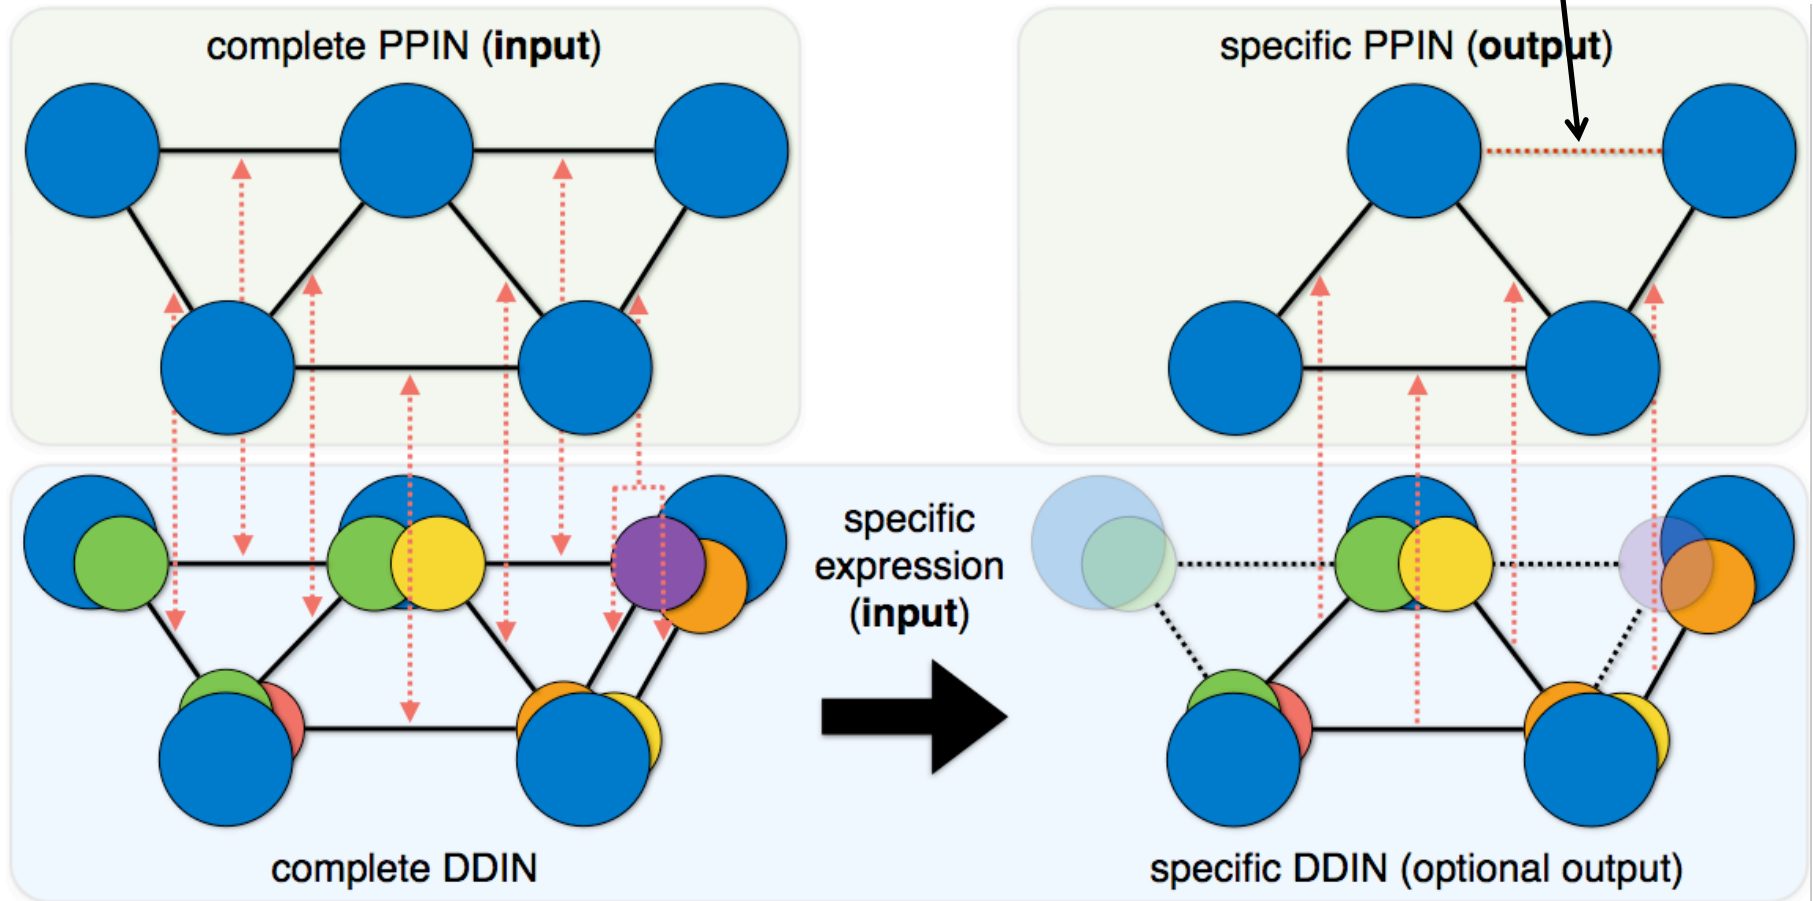 complete PPIN (input)
specific PPIN (output)
specific
expression
(input)
complete DDIN
specific DDIN (optional output)